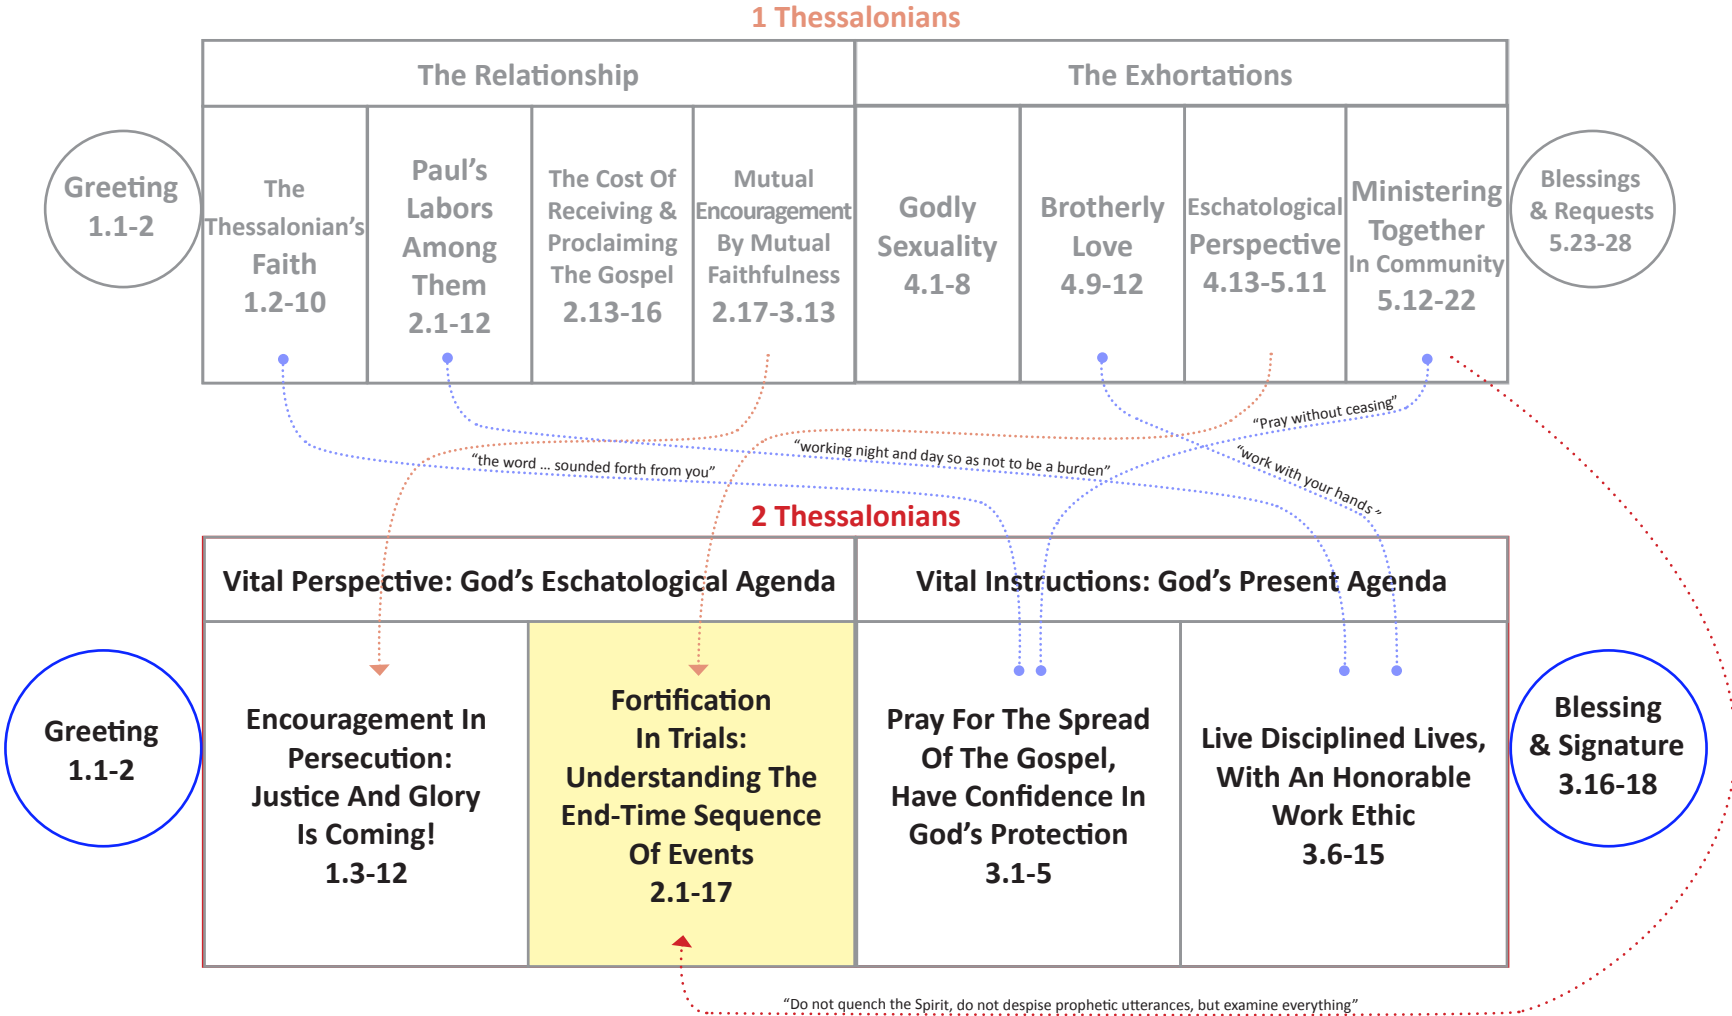 1 Thessalonians
The Relationship
The Exhortations
Greeting
1.1-2
The
Thessalonian’s
Faith
1.2-10
Paul’s
Labors
Among
Them
2.1-12
The Cost Of
Receiving &
Proclaiming
The Gospel
2.13-16
Mutual
Encouragement
By Mutual
Faithfulness
2.17-3.13
Godly
Sexuality
4.1-8
Brotherly
Love
4.9-12
Eschatological
Perspective
4.13-5.11
Ministering
Together
In Community
5.12-22
Blessings
& Requests
5.23-28
“the word ... sounded forth from you”
“working night and day so as not to be a burden”
“Pray without ceasing”
“work with your hands ”
2 Thessalonians
Vital Perspective: God’s Eschatological Agenda
Vital Instructions: God’s Present Agenda
Greeting
1.1-2
Encouragement In
Persecution:
Justice And Glory
Is Coming!
1.3-12
Fortification
In Trials:
Understanding The
End-Time Sequence
Of Events
2.1-17
Pray For The Spread
Of The Gospel,
Have Confidence In
God’s Protection
3.1-5
Live Disciplined Lives,
With An Honorable
Work Ethic
3.6-15
Blessing
& Signature
3.16-18
“Do not quench the Spirit, do not despise prophetic utterances, but examine everything”